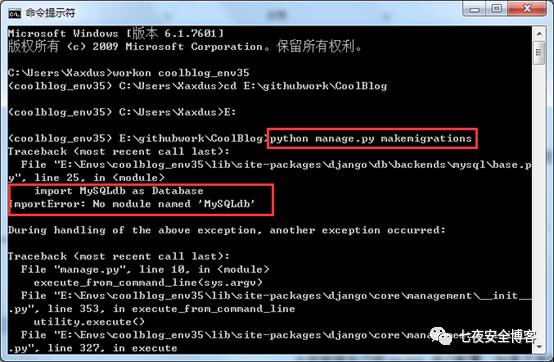 命令提示符
Microsoft Windows [版本 6.1.7601]
版权所有 (c) 2009 Microsoft Corporation。保留所有权利。
C:\Users\Xaxdus>workon coolblog_env35
(coolblog_env35) C:\Users\Xaxdus>cd E:\githubwork\CoolBlog
(coolblog_env35) C:\Users\Xaxdus>E:
(coolblog_env35) E:\githubwork\CoolBlog>python manage.py makemigrations
Traceback (most recent call last):
  File "E:\Envs\coolblog_env35\lib\site-packages\django\db\backends\mysql\base.p
y", line 25, in <module>
    import MySQLdb as Database
ImportError: No module named 'MySQLdb'
During handling of the above exception, another exception occurred:
Traceback (most recent call last):
  File "manage.py", line 10, in <module>
    execute_from_command_line(sys.argv)
  File "E:\Envs\coolblog_env35\lib\site-packages\django\core\management\__init__
.py", line 353, in execute_from_command_line
    utility.execute()
  File "E:\Envs\coolblog_env35\lib\site-packages\django\core\management\__init__
.py", line 327, in execute
七夜安全博客